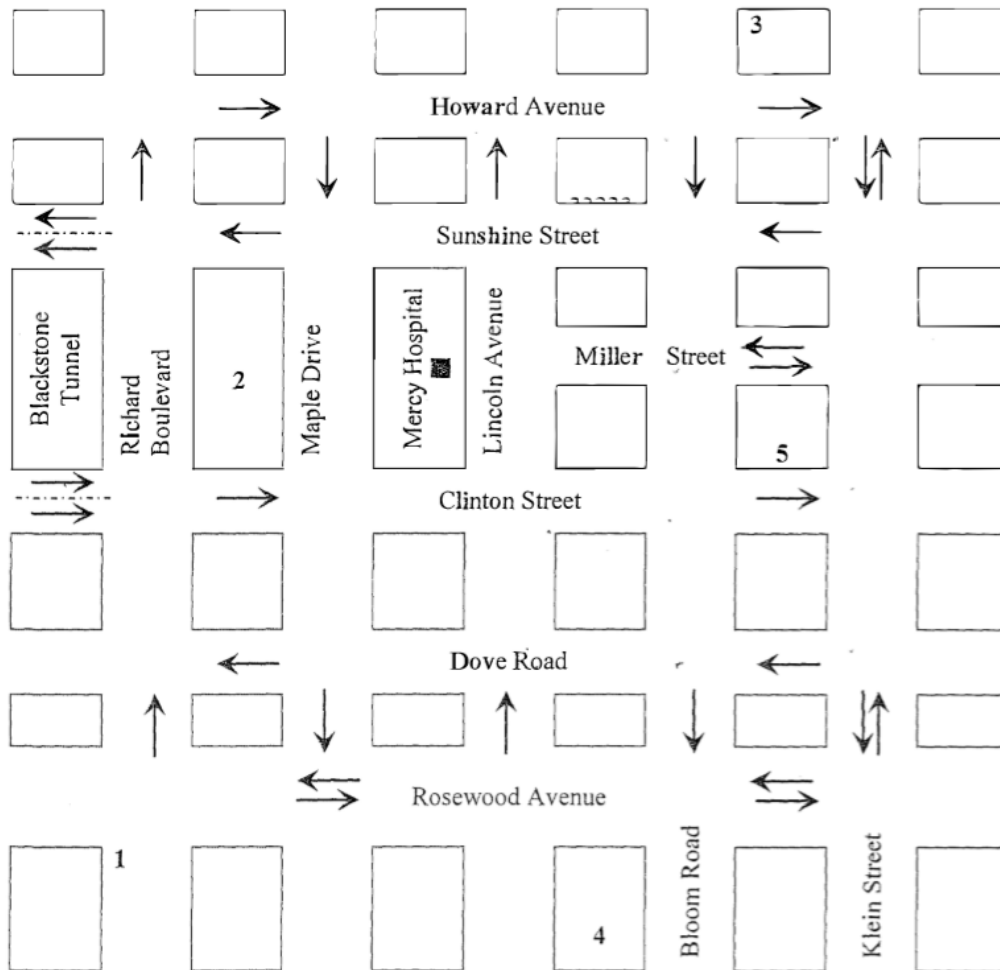 3
Howard Avenue
Sunshine Street
Blackstone
Tunnel
Richard
Boulevard
2
Maple Drive
Mercy Hospital
Lincoln Avenue
Miller Street
5
Clinton Street
Dove Road
Rosewood Avenue
1
4
Bloom Road
Klein Street